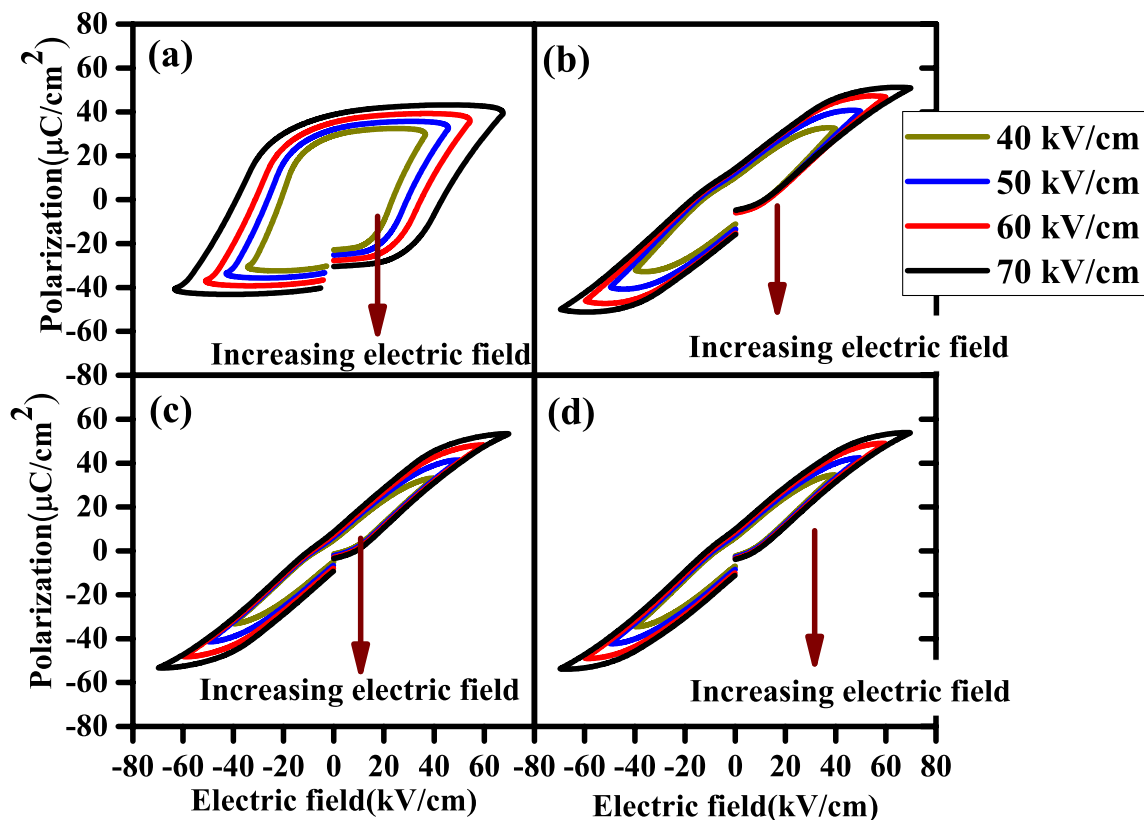 80
60
40
20
0
-20
-40
-60
-80
Polarization(μC/cm²)
(a)
Increasing electric field
(b)
Increasing electric field
40 kV/cm
50 kV/cm
60 kV/cm
70 kV/cm
60
40
20
0
-20
-40
-60
-80
Polarization(μC/cm²)
(c)
Increasing electric field
(d)
Increasing electric field
-80 -60 -40 -20 0 20 40 60 -80 -60 -40 -20 0 20 40 60 80
Electric field(kV/cm) Electric field(kV/cm)